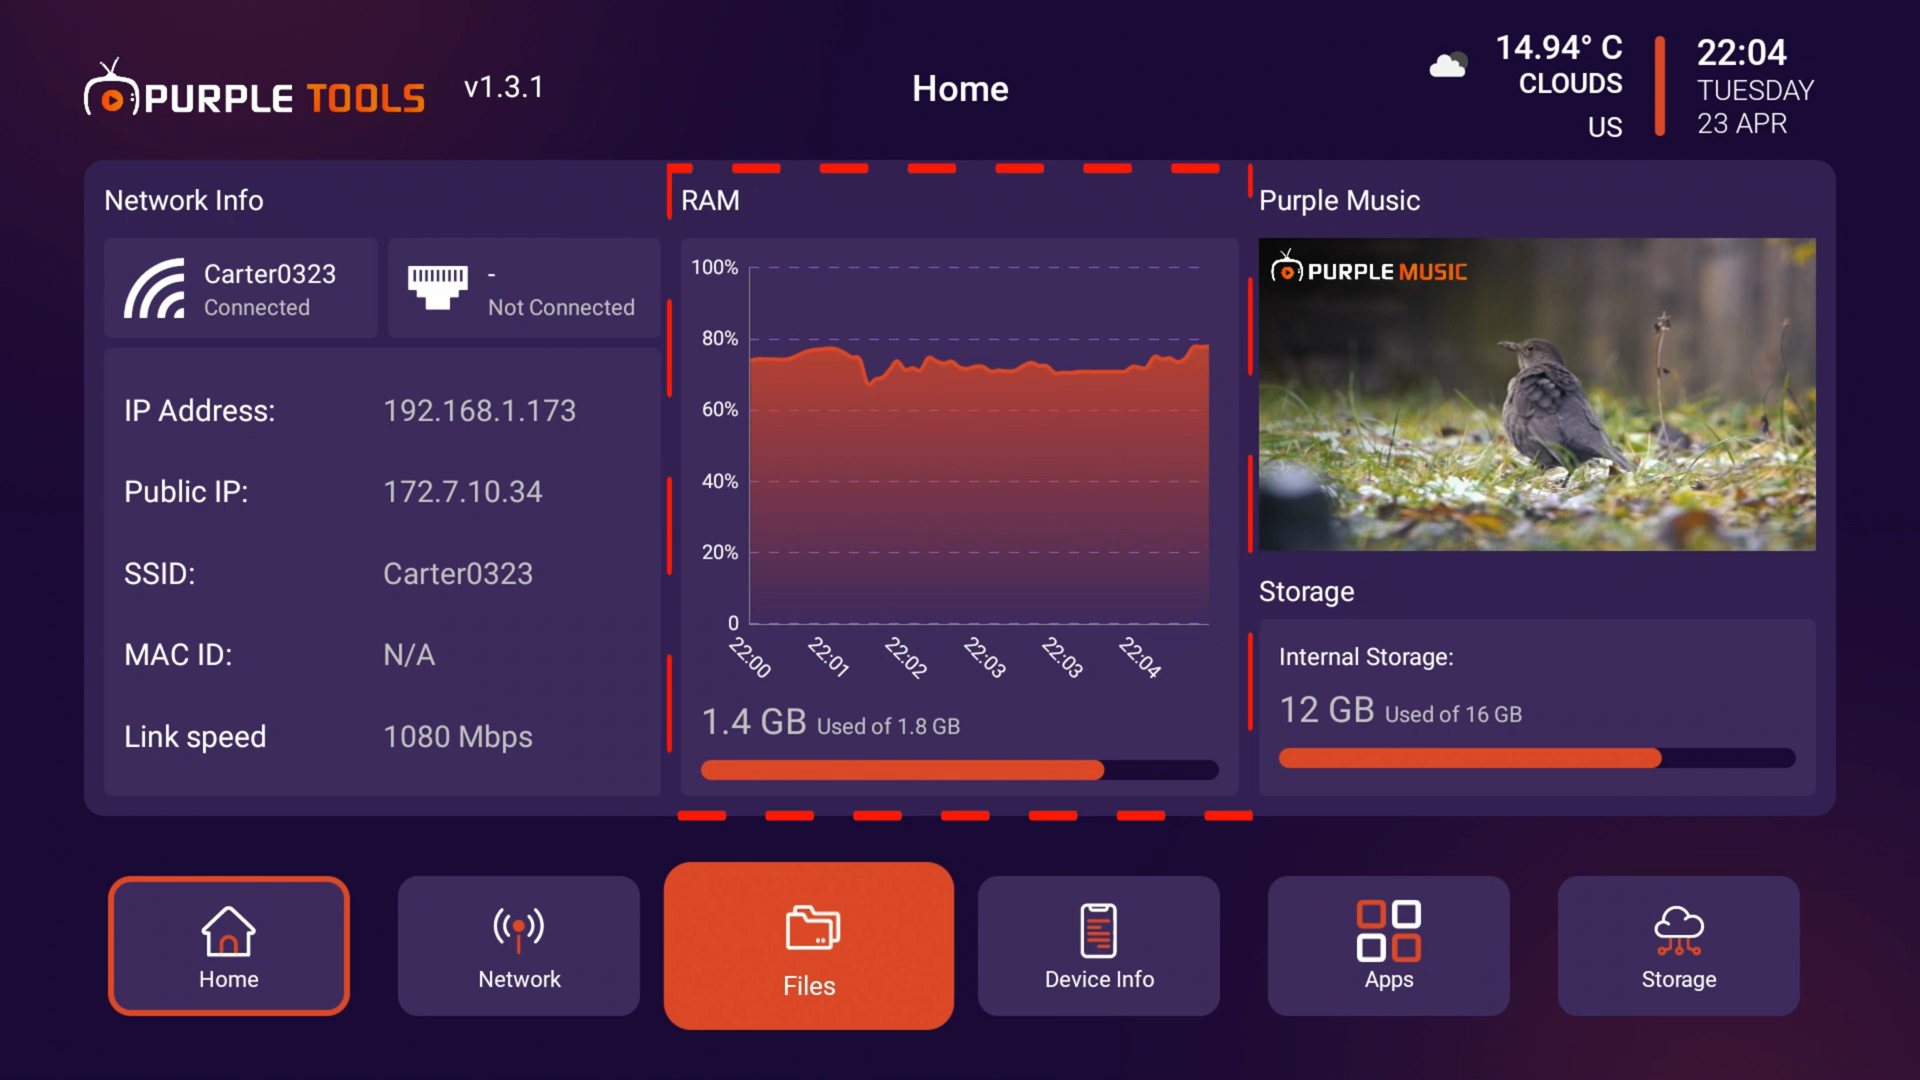 PURPLE TOOLS
v1.3.1
Home
14.94° C
CLOUDS
US
22:04
TUESDAY
23 APR
Network Info
Carter0323
Connected
-
Not Connected
IP Address: 192.168.1.173
Public IP: 172.7.10.34
SSID: Carter0323
MAC ID: N/A
Link speed 1080 Mbps
RAM
100%
80%
60%
40%
20%
0
22:00 22:01 22:02 22:03 22:03 22:04
1.4 GB Used of 1.8 GB
Purple Music
PURPLE MUSIC
Storage
Internal Storage:
12 GB Used of 16 GB
Home
Network
Files
Device Info
Apps
Storage